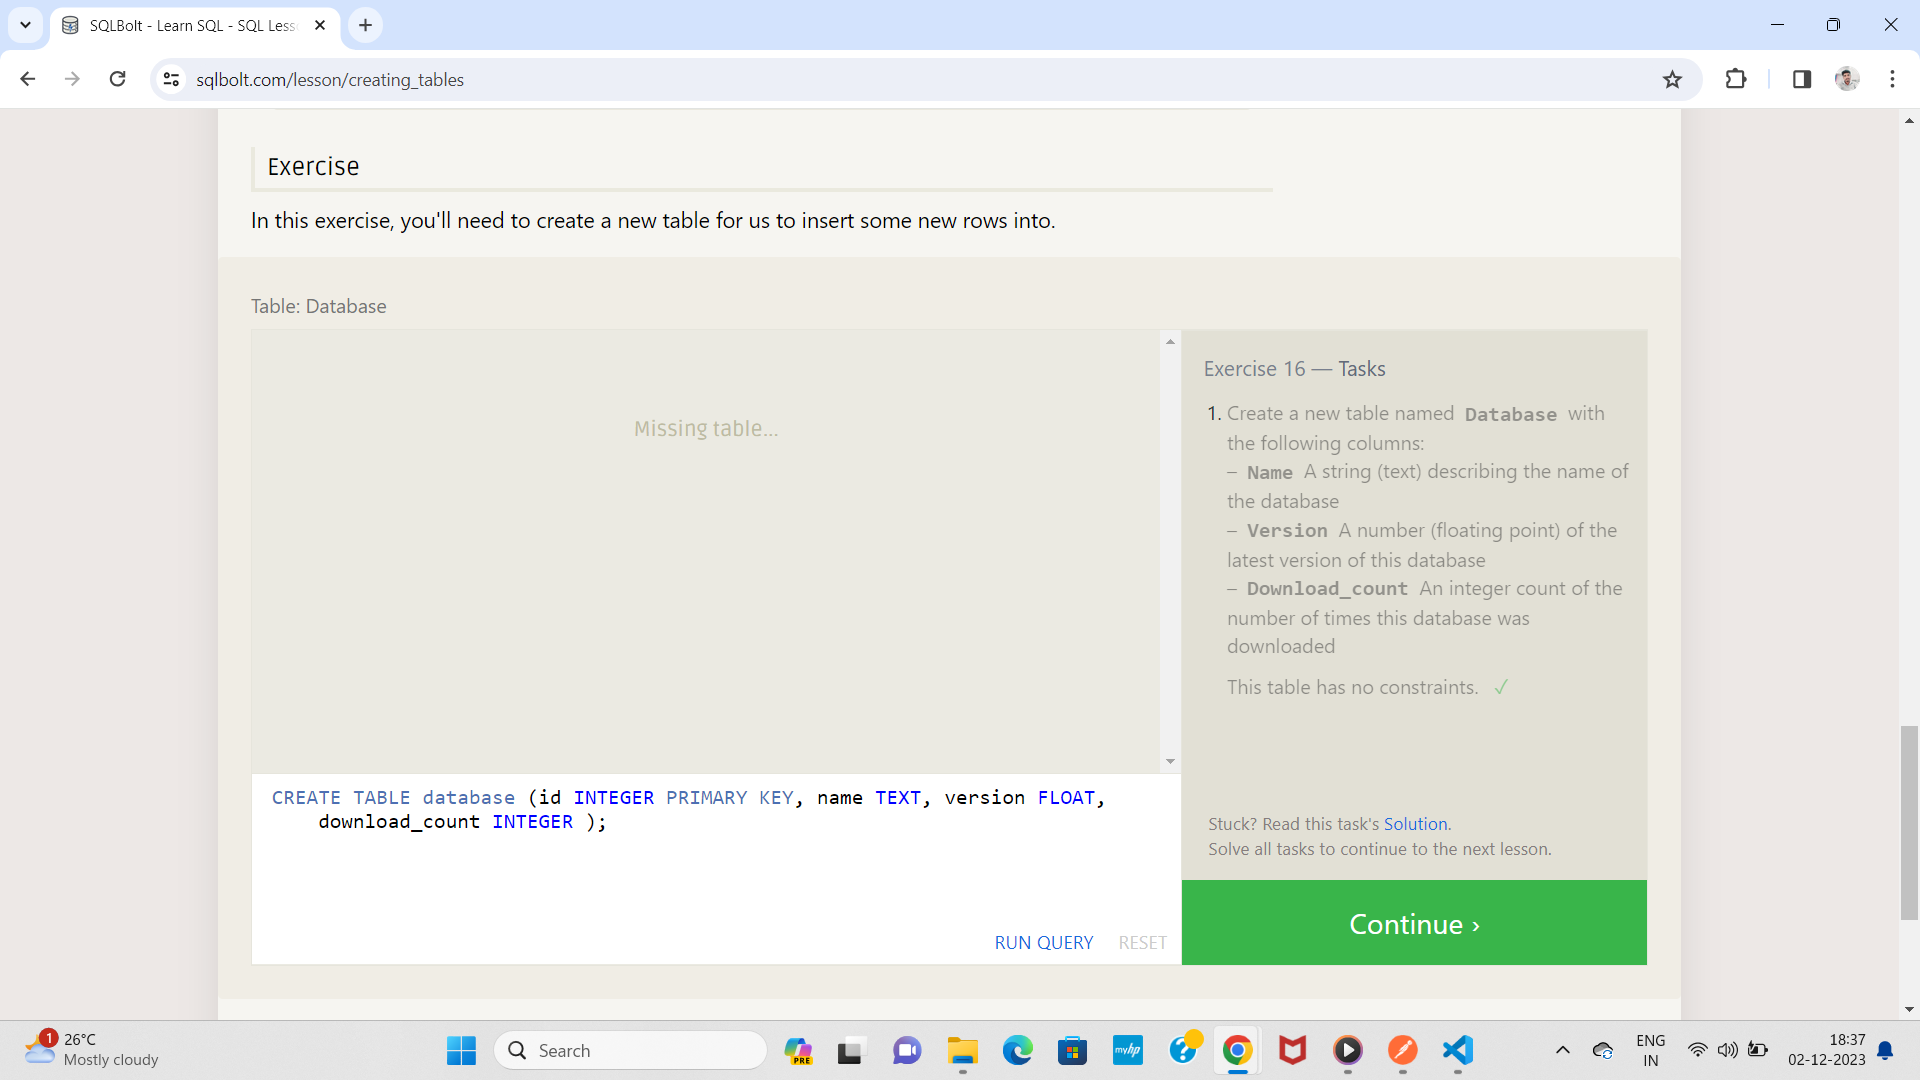 SQLBolt - Learn SQL - SQL Less
sqlbolt.com/lesson/creating_tables
Exercise
In this exercise, you'll need to create a new table for us to insert some new rows into.
Table: Database
Missing table…
Exercise 16 — Tasks
1. Create a new table named Database with
the following columns:
– Name A string (text) describing the name of
the database
– Version A number (floating point) of the
latest version of this database
– Download_count An integer count of the
number of times this database was
downloaded
This table has no constraints. ✓
CREATE TABLE database (id INTEGER PRIMARY KEY, name TEXT, version FLOAT,
download_count INTEGER );
RUN QUERY RESET
Stuck? Read this task's Solution.
Solve all tasks to continue to the next lesson.
Continue ›
1
26°C
Mostly cloudy
Search
PRE
myhp
ENG
IN
18:37
02-12-2023